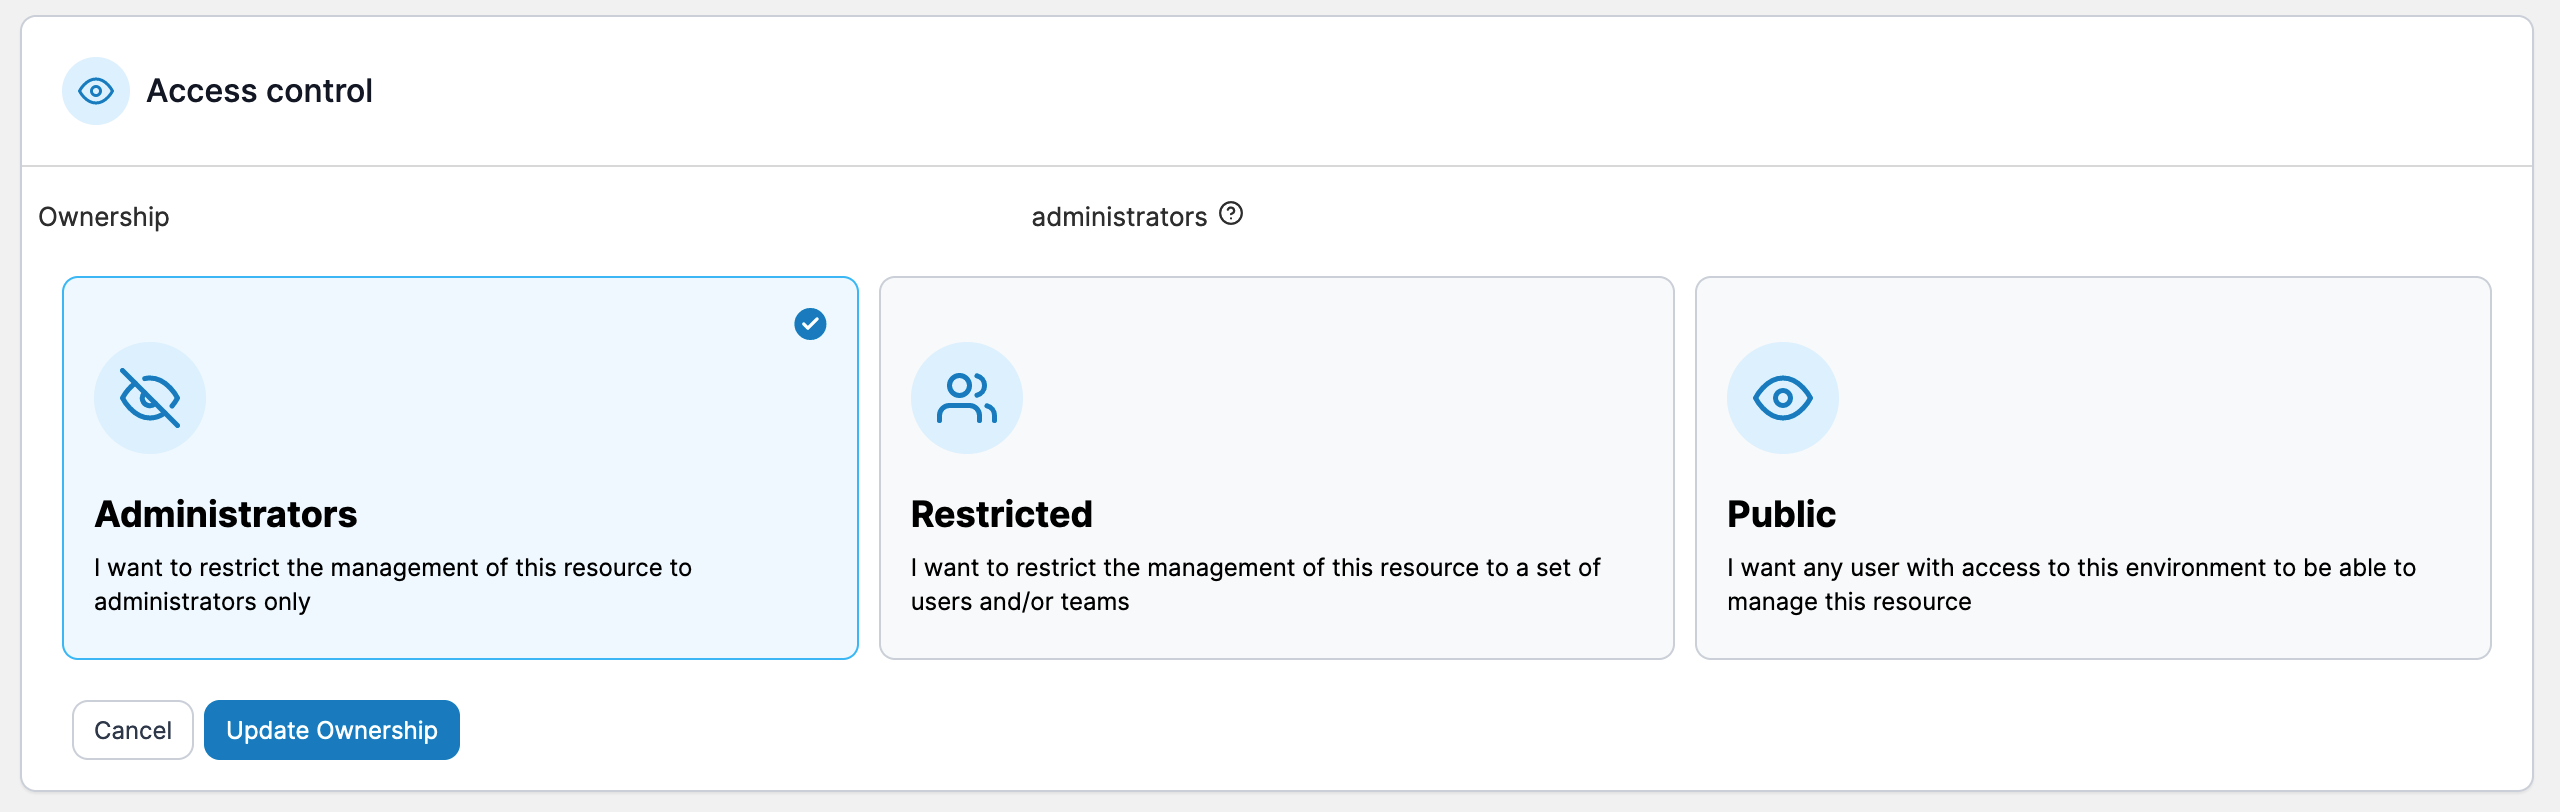 Access control
Ownership
administrators
Administrators
I want to restrict the management of this resource to
administrators only
Restricted
I want to restrict the management of this resource to a set of
users and/or teams
Public
I want any user with access to this environment to be able to
manage this resource
Cancel
Update Ownership